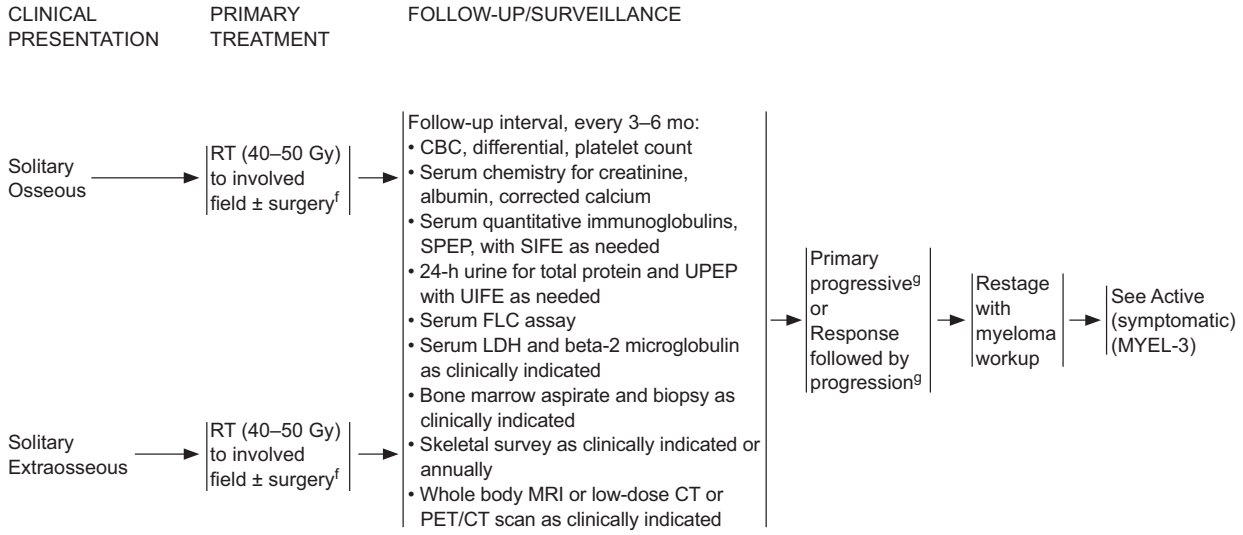 CLINICAL
PRESENTATION
PRIMARY
TREATMENT
FOLLOW-UP/SURVEILLANCE
Solitary
Osseous
RT (40–50 Gy)
to involved
field ± surgeryᶠ
Solitary
Extraosseous
RT (40–50 Gy)
to involved
field ± surgeryᶠ
Follow-up interval, every 3–6 mo:
• CBC, differential, platelet count
• Serum chemistry for creatinine,
albumin, corrected calcium
• Serum quantitative immunoglobulins,
SPEP, with SIFE as needed
• 24-h urine for total protein and UPEP
with UIFE as needed
• Serum FLC assay
• Serum LDH and beta-2 microglobulin
as clinically indicated
• Bone marrow aspirate and biopsy as
clinically indicated
• Skeletal survey as clinically indicated or
annually
• Whole body MRI or low-dose CT or
PET/CT scan as clinically indicated
Primary
progressiveᵍ
or
Response
followed by
progressionᵍ
Restage
with
myeloma
workup
See Active
(symptomatic)
(MYEL-3)